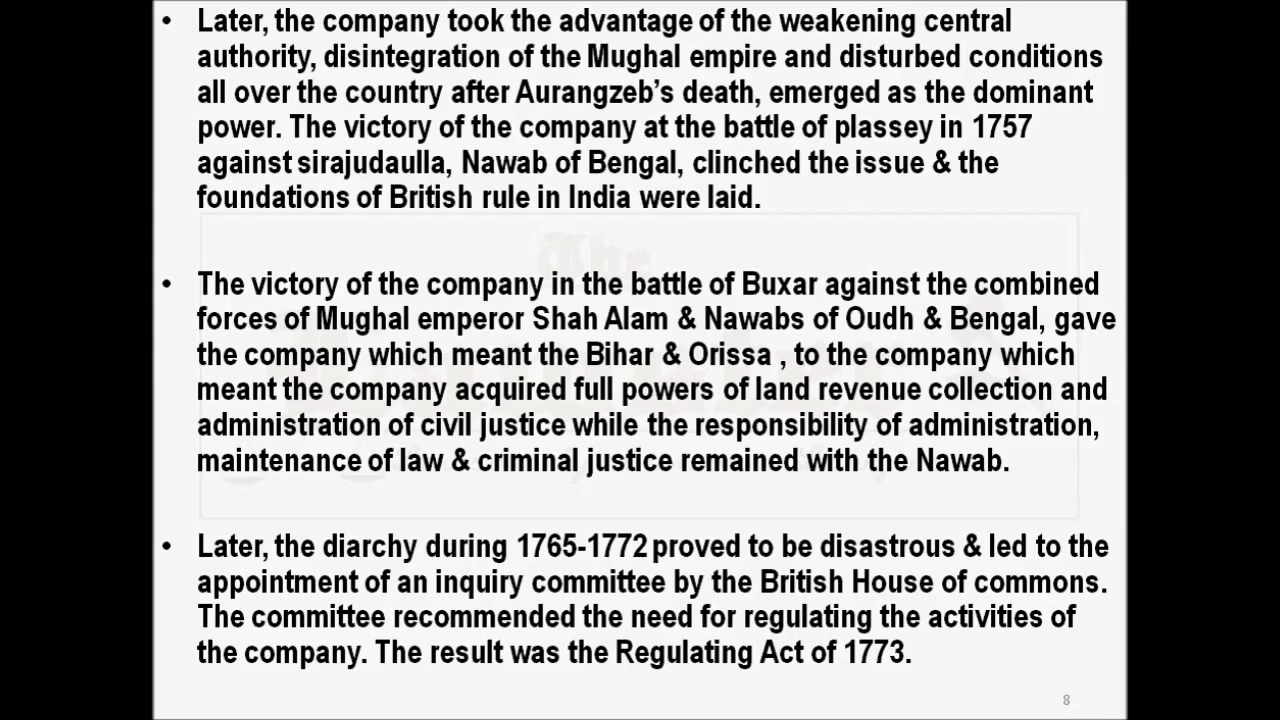 • Later, the company took the advantage of the weakening central
authority, disintegration of the Mughal empire and disturbed conditions
all over the country after Aurangzeb's death, emerged as the dominant
power. The victory of the company at the battle of plassey in 1757
against sirajudaulla, Nawab of Bengal, clinched the issue & the
foundations of British rule in India were laid.
• The victory of the company in the battle of Buxar against the combined
forces of Mughal emperor Shah Alam & Nawabs of Oudh & Bengal, gave
the company which meant the Bihar & Orissa , to the company which
meant the company acquired full powers of land revenue collection and
administration of civil justice while the responsibility of administration,
maintenance of law & criminal justice remained with the Nawab.
• Later, the diarchy during 1765-1772 proved to be disastrous & led to the
appointment of an inquiry committee by the British House of commons.
The committee recommended the need for regulating the activities of
the company. The result was the Regulating Act of 1773.
8